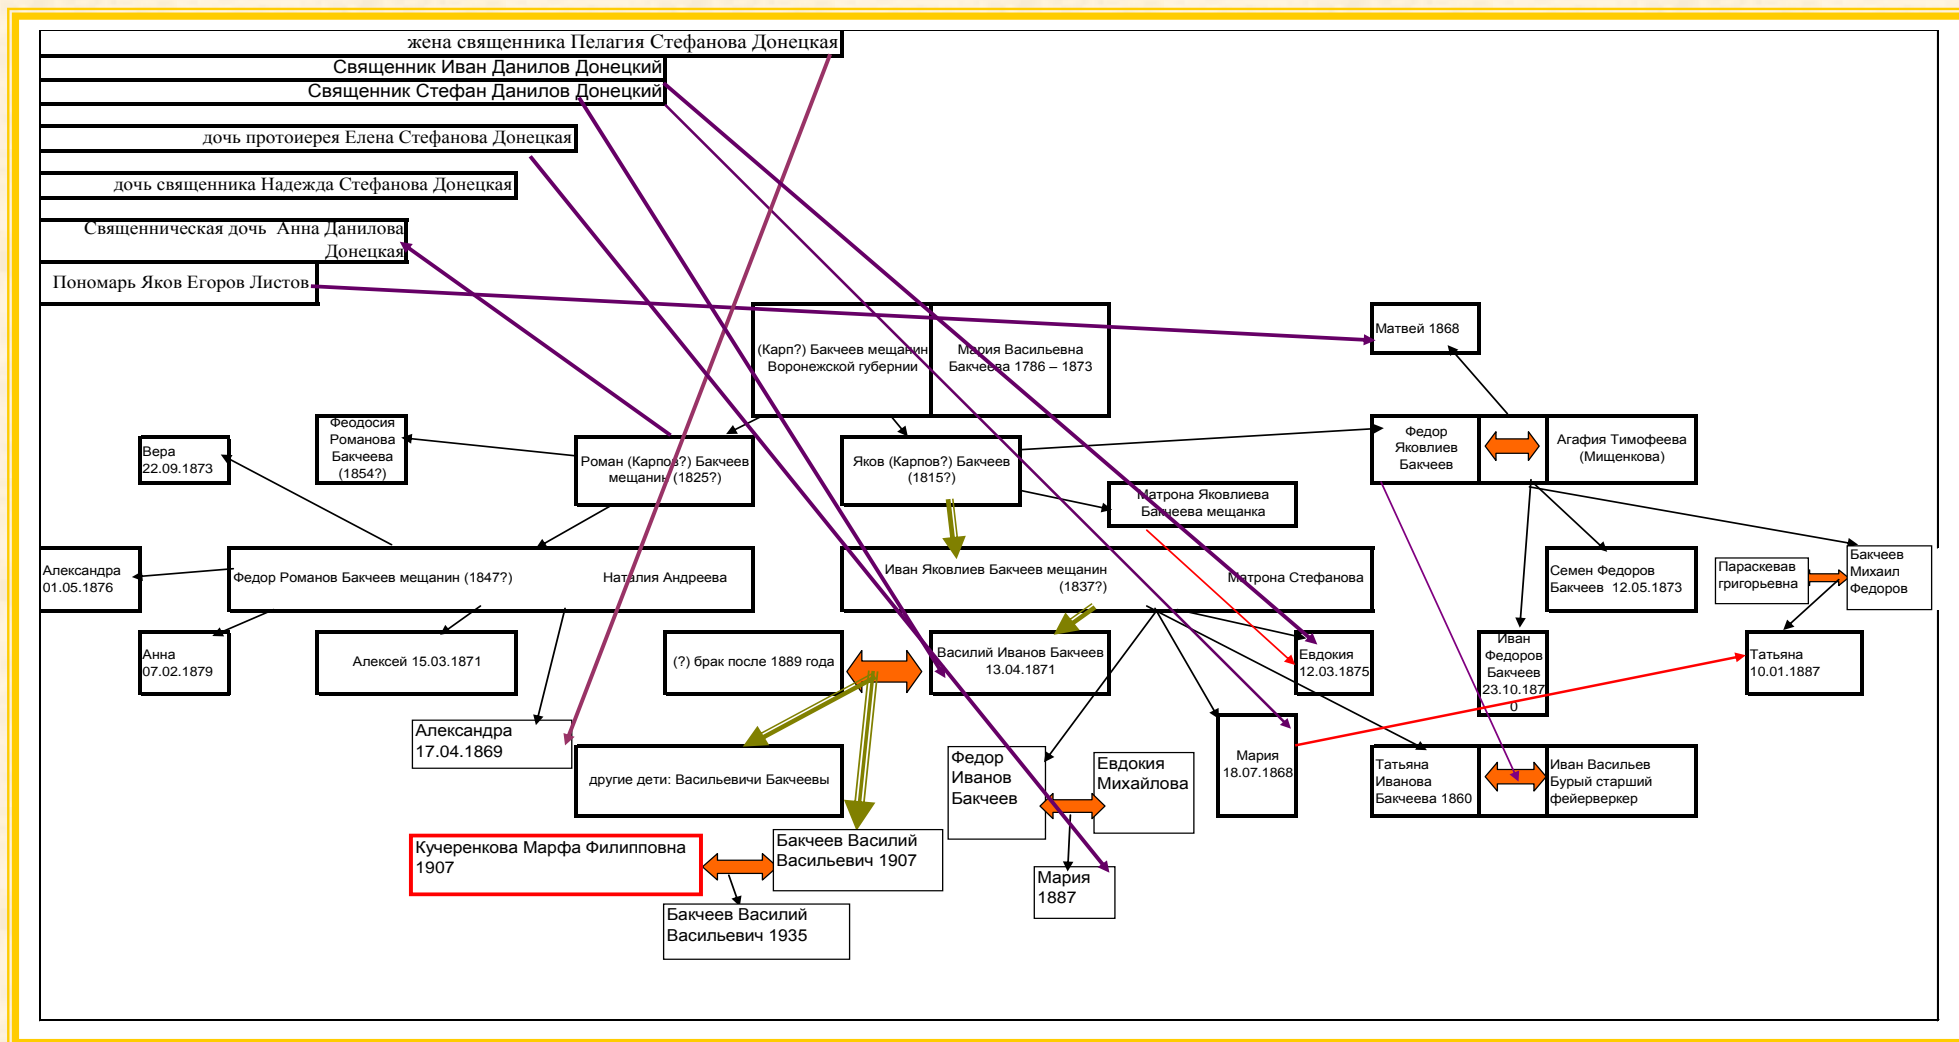 жена священника Пелагия Стефанова Донецкая
Священник Иван Данилов Донецкий
Священник Стефан Данилов Донецкий
дочь протоиерея Елена Стефанова Донецкая
дочь священника Надежда Стефанова Донецкая
Священническая дочь Анна Данилова
Донецкая
Пономарь Яков Егоров Листов
(Карп?) Бакчеев мещанин
Воронежской губернии
Мария Васильевна
Бакчеева 1786 – 1873
Матвей 1868
Вера
22.09.1873
Феодосия
Романова
Бакчеева
(1854?)
Роман (Карпов?) Бакчеев
мещанин (1825?)
Яков (Карпов?) Бакчеев
(1815?)
Матрона Яковлиева
Бакчеева мещанка
Федор
Яковлиев
Бакчеев
Агафия Тимофеева
(Мищенкова)
Александра
01.05.1876
Федор Романов Бакчеев мещанин (1847?)
Наталия Андреева
Иван Яковлиев Бакчеев мещанин
(1837?)
Матрона Стефанова
Семен Федоров
Бакчеев 12.05.1873
Параскевав
григорьевна
Бакчеев
Михаил
Федоров
Анна
07.02.1879
Алексей 15.03.1871
(?) брак после 1889 года
Василий Иванов Бакчеев
13.04.1871
Евдокия
12.03.1875
Иван
Федоров
Бакчеев
23.10.187
0
Татьяна
10.01.1887
Александра
17.04.1869
другие дети: Васильевичи Бакчеевы
Федор
Иванов
Бакчеев
Евдокия
Михайлова
Мария
18.07.1868
Татьяна
Иванова
Бакчеева 1860
Иван Васильев
Бурый старший
фейерверкер
Кучеренкова Марфа Филипповна
1907
Бакчеев Василий
Васильевич 1907
Мария
1887
Бакчеев Василий
Васильевич 1935